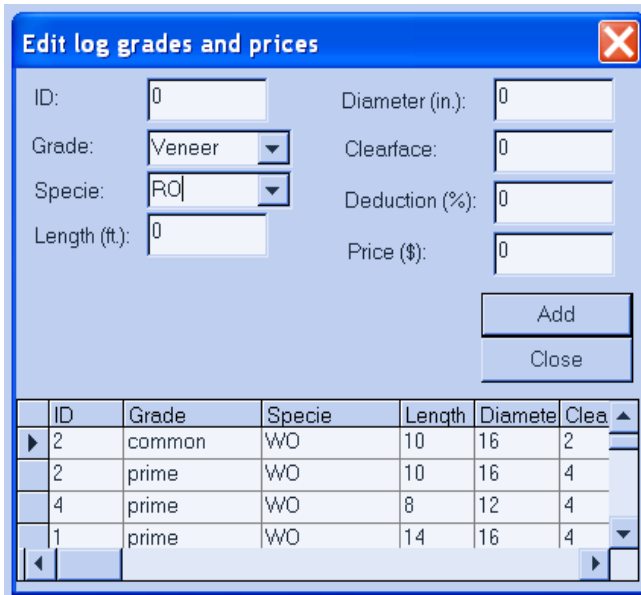 Edit log grades and prices
ID: 0 Diameter (in.): 0
Grade: Veneer Clearface: 0
Specie: RO Deduction (%): 0
Length (ft.): 0 Price ($): 0
Add
Close
ID Grade Specie Length Diamete Clea
2 common WO 10 16 2
2 prime WO 10 16 4
4 prime WO 8 12 4
1 prime WO 14 16 4